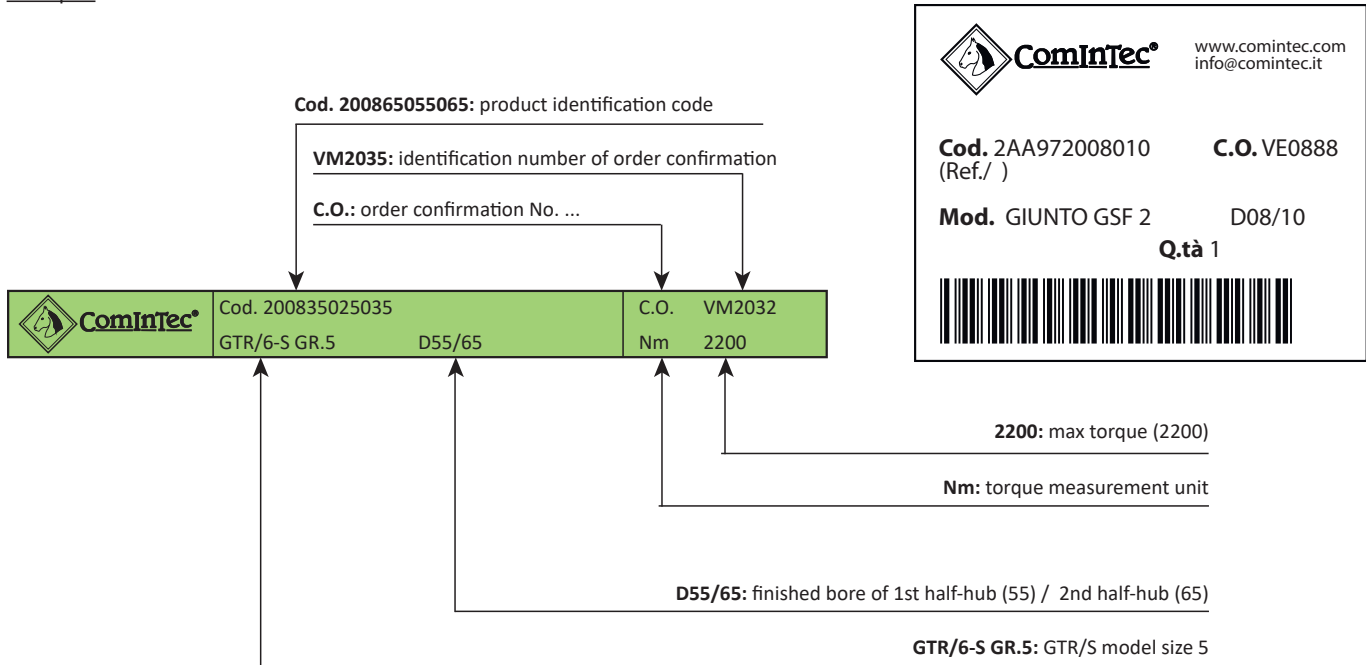 ComInTec®
www.comintec.com
info@comintec.it
Cod. 2AA972008010 C.O. VE0888
(Ref./ )
Mod. GIUNTO GSF 2 D08/10
Q.tà 1
Cod. 200865055065: product identification code
VM2035: identification number of order confirmation
C.O.: order confirmation No. ...
ComInTec®
Cod. 200835025035 C.O. VM2032
GTR/6-S GR.5 D55/65 Nm 2200
2200: max torque (2200)
Nm: torque measurement unit
D55/65: finished bore of 1st half-hub (55) / 2nd half-hub (65)
GTR/6-S GR.5: GTR/S model size 5